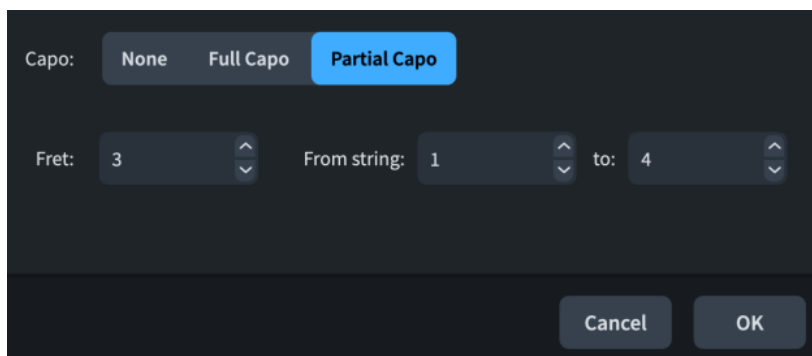 Capo: None Full Capo Partial Capo
Fret: 3 From string: 1 to: 4
Cancel OK